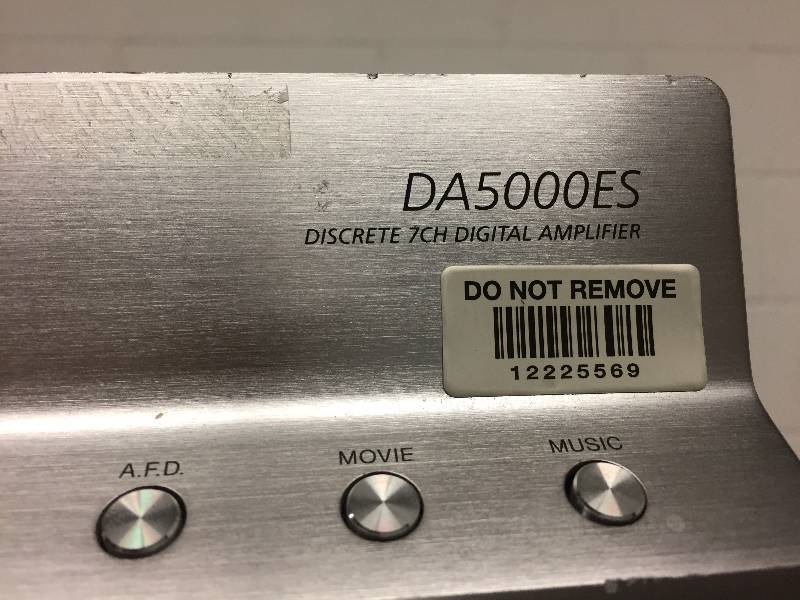 DA5000ES
DISCRETE 7CH DIGITAL AMPLIFIER
DO NOT REMOVE
12225569
A.F.D.
MOVIE
MUSIC